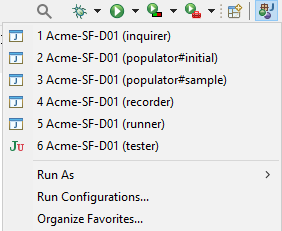 1 Acme-SF-D01 (inquirer)
2 Acme-SF-D01 (populator#initial)
3 Acme-SF-D01 (populator#sample)
4 Acme-SF-D01 (recorder)
5 Acme-SF-D01 (runner)
Ju 6 Acme-SF-D01 (tester)
Run As
Run Configurations...
Organize Favorites...